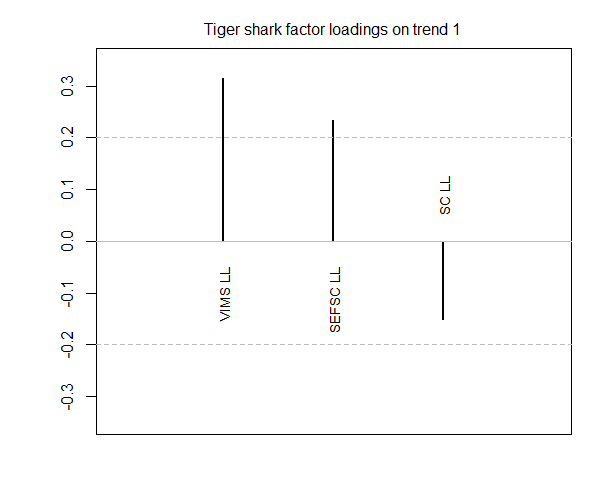 Tiger shark factor loadings on trend 1
0.3
0.2
0.1
0.0
-0.1
-0.2
-0.3
SC LL
VIMS LL
SEFSC LL